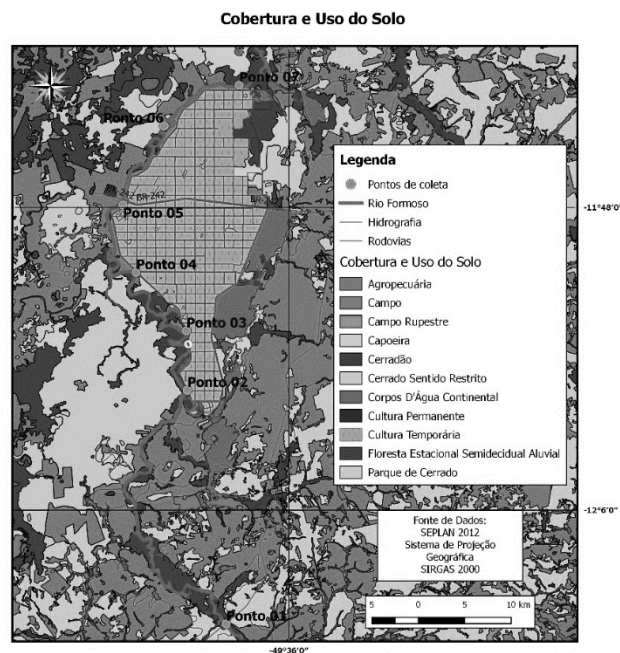 Cobertura e Uso do Solo
Ponto 07
Ponto 06
BR-242
Ponto 05
Ponto 04
Ponto 03
Ponto 02
Ponto 01
Legenda
Pontos de coleta
Rio Formoso
Hidrografia
Rodovias
Cobertura e Uso do Solo
Agropecuária
Campo
Campo Rupestre
Capoeira
Cerradão
Cerrado Sentido Restrito
Corpos D'Água Continental
Cultura Permanente
Cultura Temporária
Floresta Estacional Semidecidual Aluvial
Parque de Cerrado
-11°48'0"
-12°6'0"
Fonte de Dados:
SEPLAN 2012
Sistema de Projeção
Geográfica
SIRGAS 2000
5 0 5 10 km
-49°36'0"